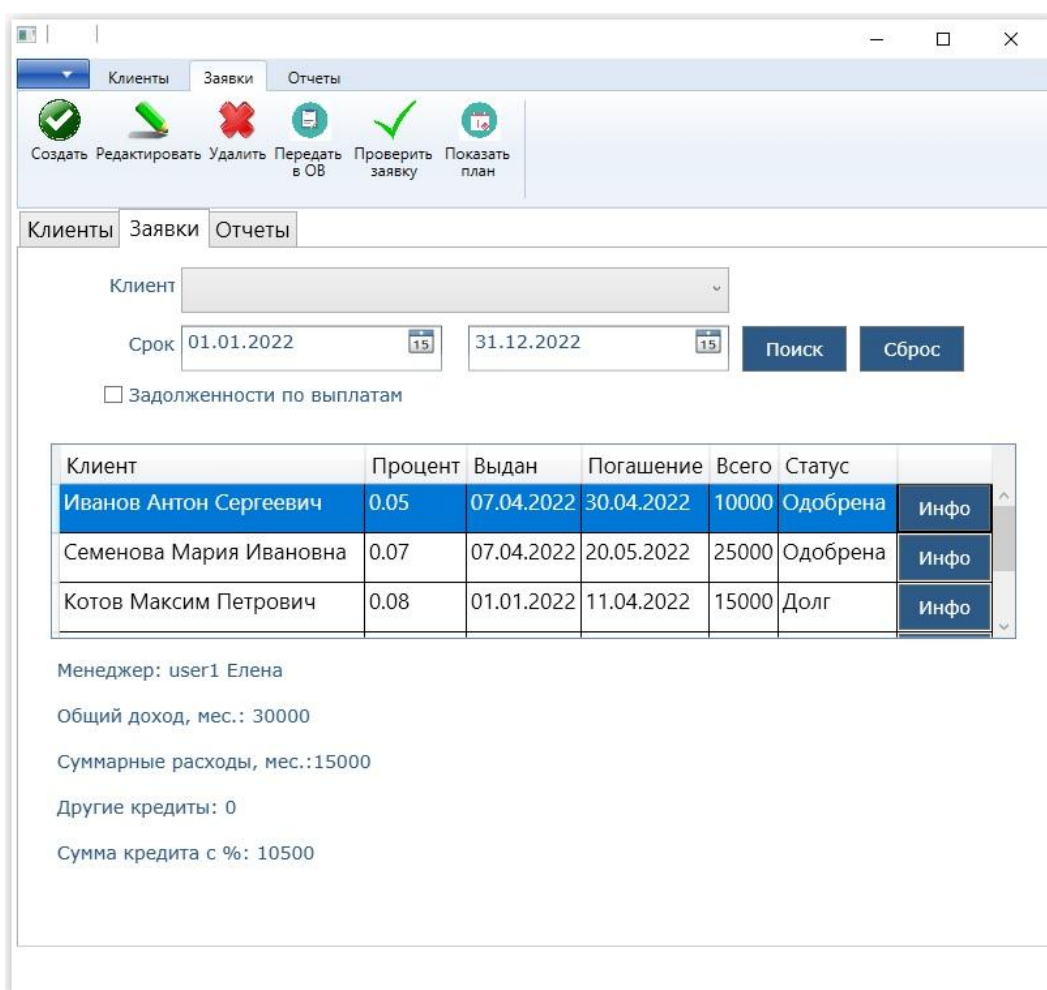 Клиенты Заявки Отчеты
Создать Редактировать Удалить Передать в ОВ Проверить заявку Показать план
Клиенты Заявки Отчеты
Клиент
Срок 01.01.2022 15 31.12.2022 15 Поиск Сброс
Задолженности по выплатам
Клиент Процент Выдан Погашение Всего Статус
Иванов Антон Сергеевич 0.05 07.04.2022 30.04.2022 10000 Одобрена Инфо
Семенова Мария Ивановна 0.07 07.04.2022 20.05.2022 25000 Одобрена Инфо
Котов Максим Петрович 0.08 01.01.2022 11.04.2022 15000 Долг Инфо
Менеджер: user1 Елена
Общий доход, мес.: 30000
Суммарные расходы, мес.:15000
Другие кредиты: 0
Сумма кредита с %: 10500